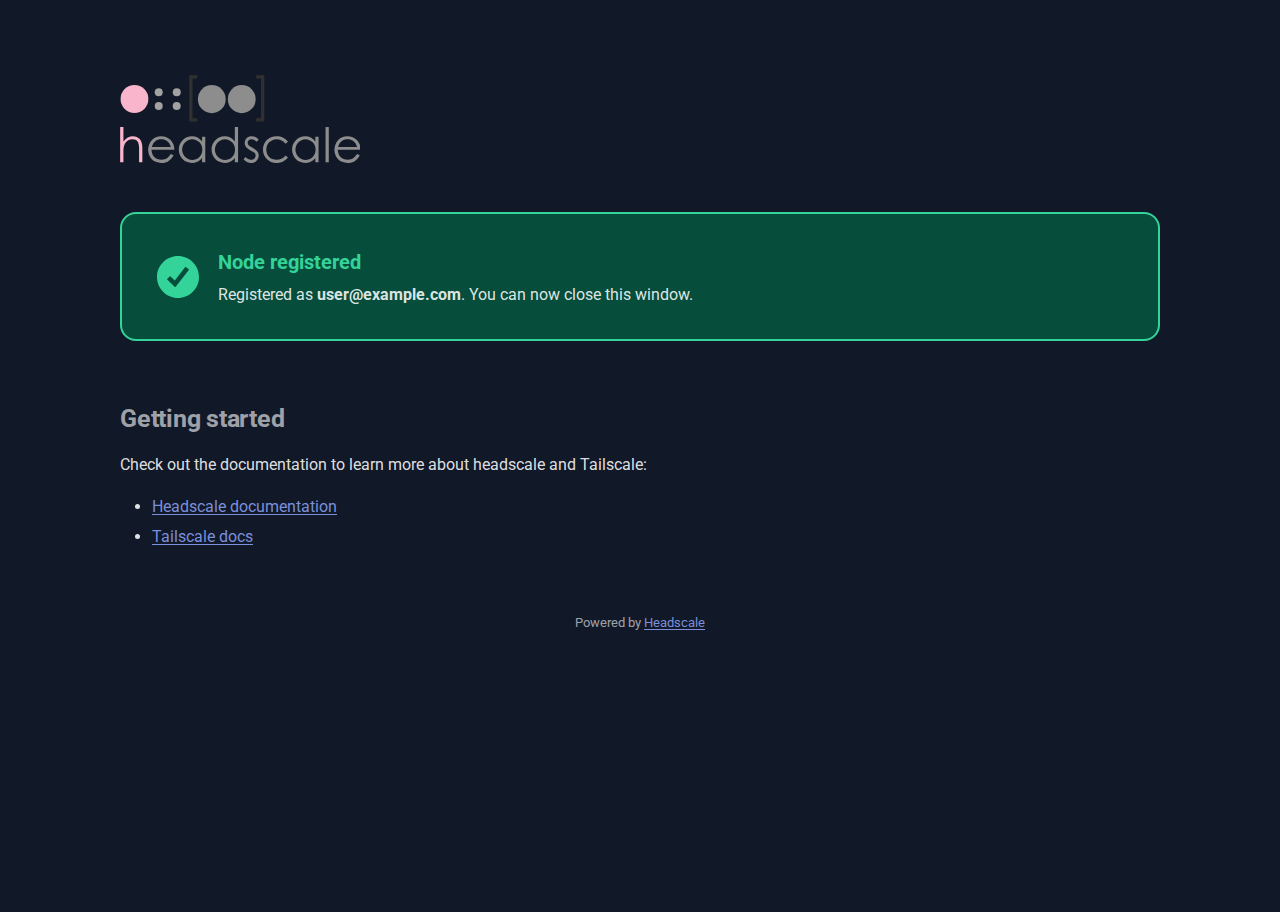 headscale
Node registered
Registered as user@example.com. You can now close this window.
Getting started
Check out the documentation to learn more about headscale and Tailscale:
Headscale documentation
Tailscale docs
Powered by Headscale